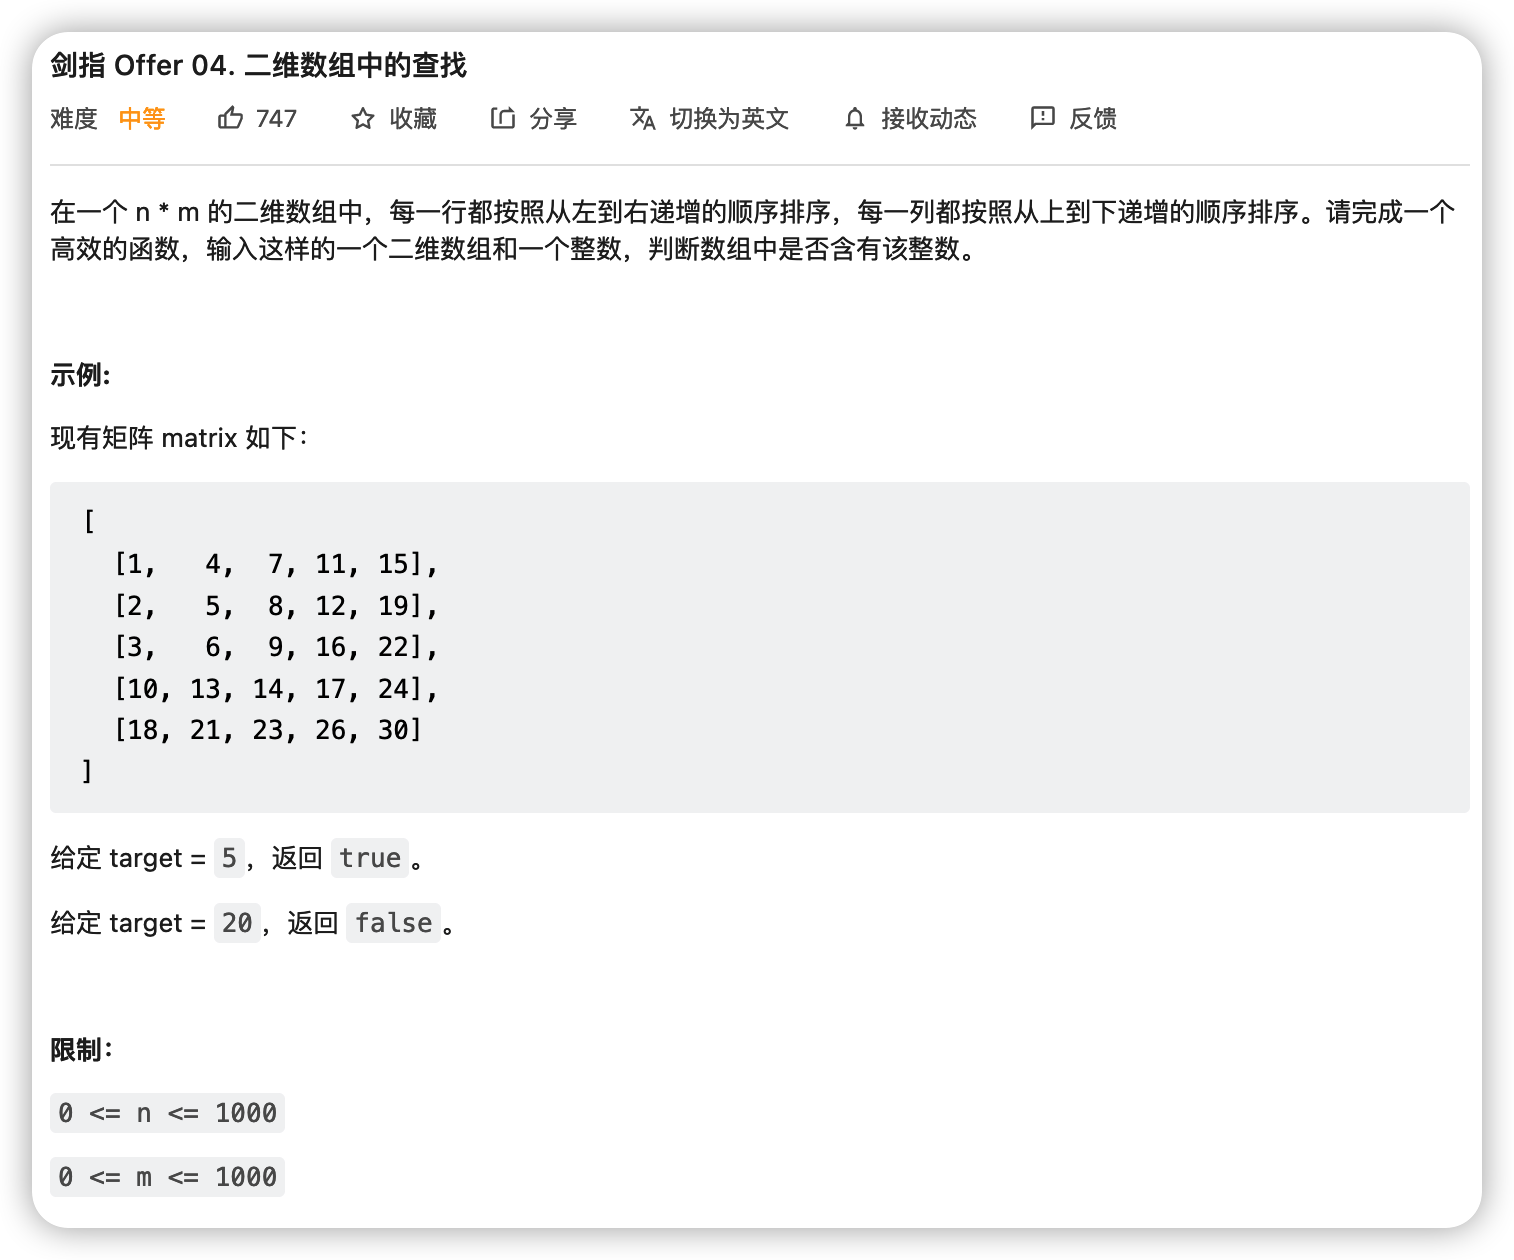 剑指 Offer 04. 二维数组中的查找
难度 中等 747 收藏 分享 切换为英文 接收动态 反馈
在一个 n * m 的二维数组中，每一行都按照从左到右递增的顺序排序，每一列都按照从上到下递增的顺序排序。请完成一个
高效的函数，输入这样的一个二维数组和一个整数，判断数组中是否含有该整数。
示例:
现有矩阵 matrix 如下：
[
  [1,   4,  7, 11, 15],
  [2,   5,  8, 12, 19],
  [3,   6,  9, 16, 22],
  [10, 13, 14, 17, 24],
  [18, 21, 23, 26, 30]
]
给定 target = 5，返回 true。
给定 target = 20，返回 false。
限制：
0 <= n <= 1000
0 <= m <= 1000